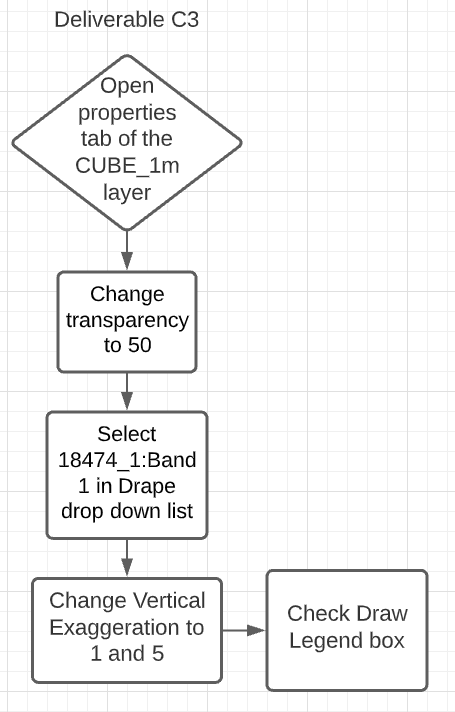 Deliverable C3
Open
properties
tab of the
CUBE_1m
layer
Change
transparency
to 50
Select
18474_1:Band
1 in Drape
drop down list
Change Vertical
Exaggeration to
1 and 5
Check Draw
Legend box